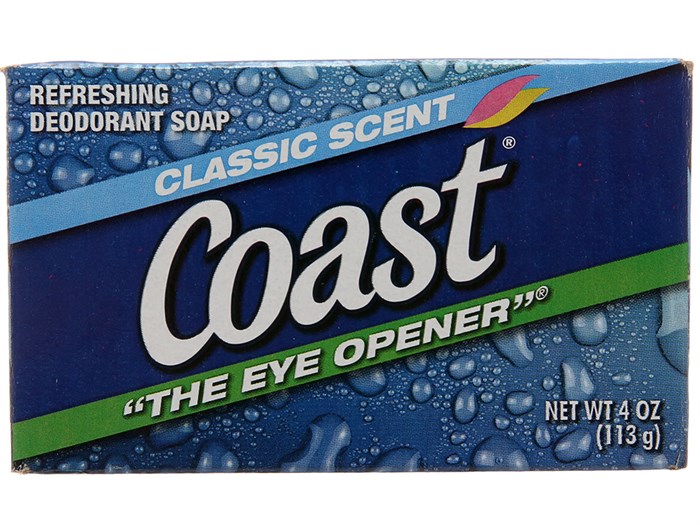 REFRESHING
DEODORANT SOAP
CLASSIC SCENT
Coast®
“THE EYE OPENER”®
NET WT 4 OZ
(113 g)